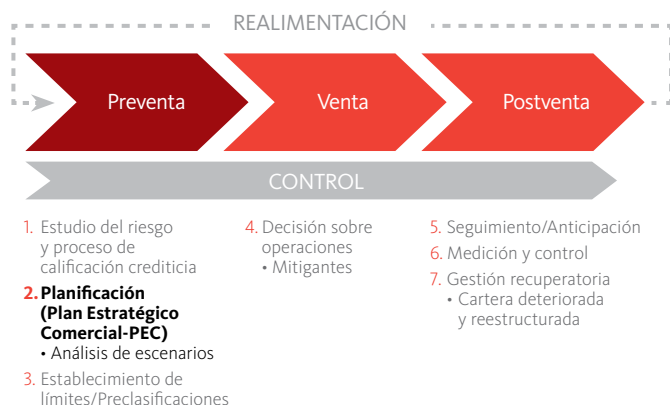 REALIMENTACIÓN
Preventa
Venta
Postventa
CONTROL
1. Estudio del riesgo
y proceso de
calificación crediticia
2. Planificación
(Plan Estratégico
Comercial-PEC)
• Análisis de escenarios
3. Establecimiento de
límites/Preclasificaciones
4. Decisión sobre
operaciones
• Mitigantes
5. Seguimiento/Anticipación
6. Medición y control
7. Gestión recuperatoria
• Cartera deteriorada
y reestructurada